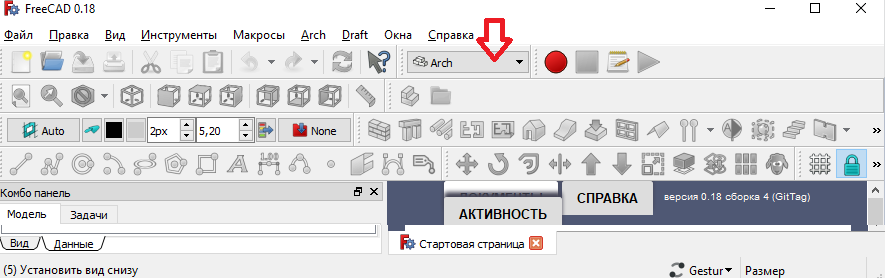 FreeCAD 0.18
Файл Правка Вид Инструменты Макросы Arch Draft Окна Справка
Arch
Auto 2px 5,20 None
Комбо панель
СПРАВКА версия 0.18 сборка 4 (GitTag)
Модель Задачи
АКТИВНОСТЬ
Вид Данные
Стартовая страница
(5) Установить вид снизу
Gestur Размер